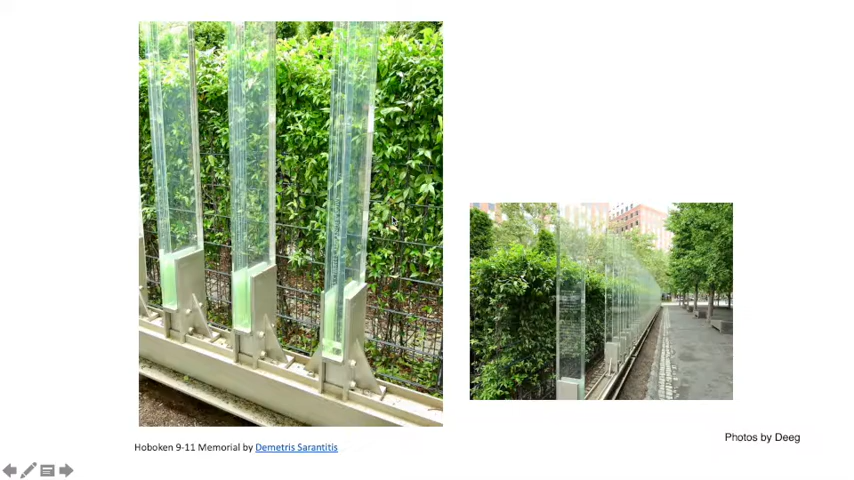 Hoboken 9-11 Memorial by Demetris Sarantitis
Photos by Deeg